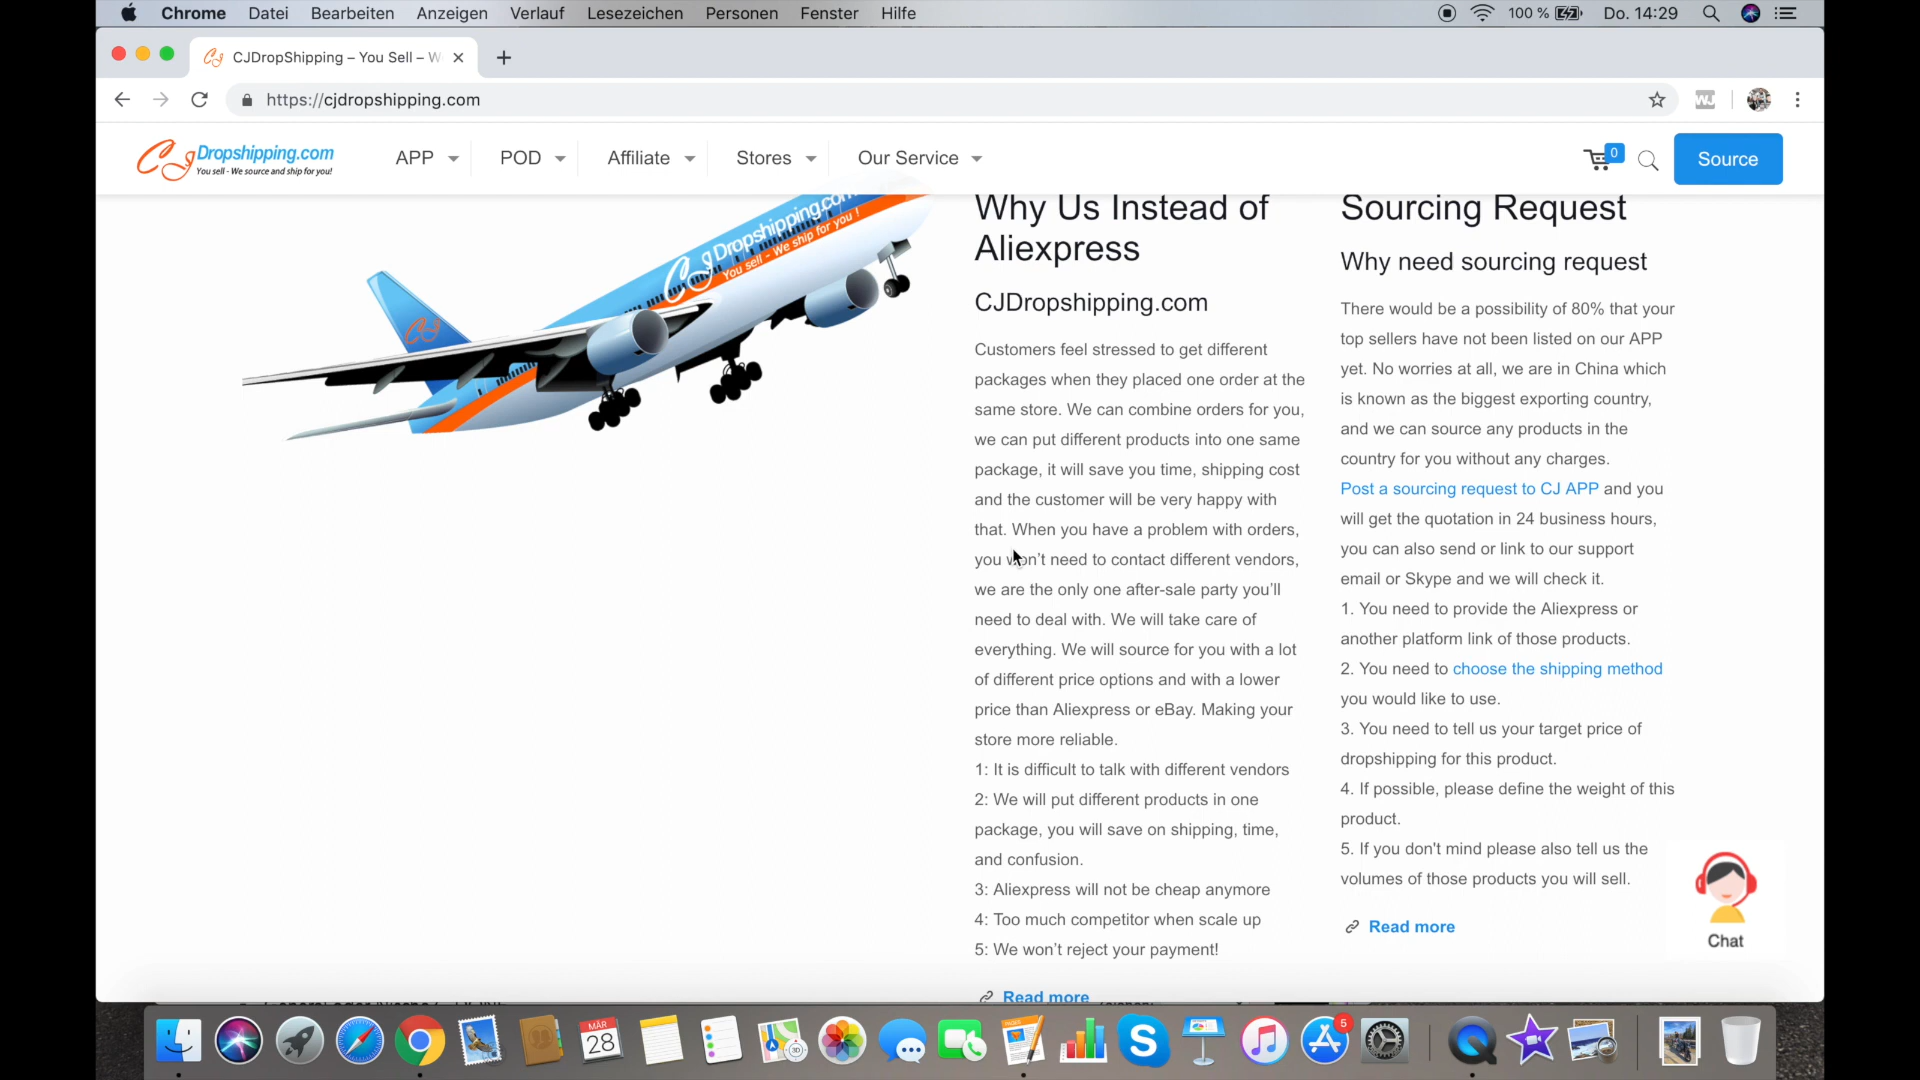 Chrome Datei Bearbeiten Anzeigen Verlauf Lesezeichen Personen Fenster Hilfe 100 % Do. 14:29
CJDropShipping – You Sell – W
https://cjdropshipping.com
WJ
CJ Dropshipping.com
You sell - We source and ship for you!
APP POD Affiliate Stores Our Service 0 Source
CJ Dropshipping.com
You sell - We ship for you !
CJ
Why Us Instead of
Aliexpress
CJDropshipping.com
Customers feel stressed to get different
packages when they placed one order at the
same store. We can combine orders for you,
we can put different products into one same
package, it will save you time, shipping cost
and the customer will be very happy with
that. When you have a problem with orders,
you won't need to contact different vendors,
we are the only one after-sale party you'll
need to deal with. We will take care of
everything. We will source for you with a lot
of different price options and with a lower
price than Aliexpress or eBay. Making your
store more reliable.
1: It is difficult to talk with different vendors
2: We will put different products in one
package, you will save on shipping, time,
and confusion.
3: Aliexpress will not be cheap anymore
4: Too much competitor when scale up
5: We won't reject your payment!
Read more
Sourcing Request
Why need sourcing request
There would be a possibility of 80% that your
top sellers have not been listed on our APP
yet. No worries at all, we are in China which
is known as the biggest exporting country,
and we can source any products in the
country for you without any charges.
Post a sourcing request to CJ APP and you
will get the quotation in 24 business hours,
you can also send or link to our support
email or Skype and we will check it.
1. You need to provide the Aliexpress or
another platform link of those products.
2. You need to choose the shipping method
you would like to use.
3. You need to tell us your target price of
dropshipping for this product.
4. If possible, please define the weight of this
product.
5. If you don't mind please also tell us the
volumes of those products you will sell.
Read more
Chat
MÄR
28
3D
PAGES
S
5